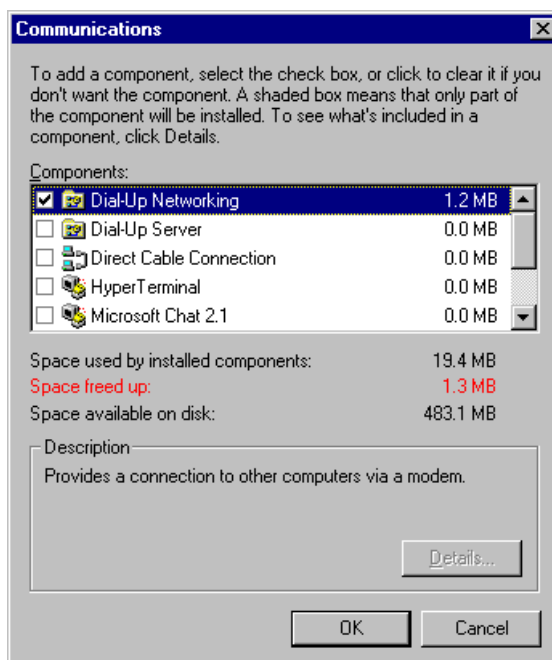 Communications
To add a component, select the check box, or click to clear it if you
don't want the component. A shaded box means that only part of
the component will be installed. To see what's included in a
component, click Details.
Components:
Dial-Up Networking 1.2 MB
Dial-Up Server 0.0 MB
Direct Cable Connection 0.0 MB
HyperTerminal 0.0 MB
Microsoft Chat 2.1 0.0 MB
Space used by installed components: 19.4 MB
Space freed up: 1.3 MB
Space available on disk: 483.1 MB
Description
Provides a connection to other computers via a modem.
Details...
OK Cancel